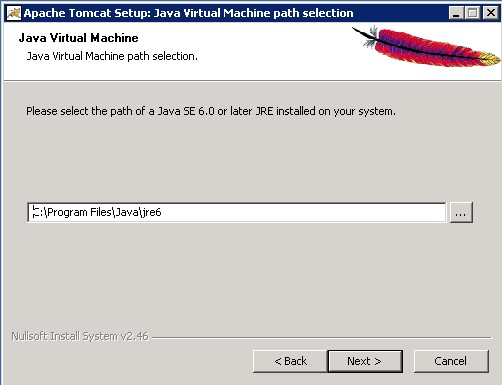 Apache Tomcat Setup: Java Virtual Machine path selection
Java Virtual Machine
Java Virtual Machine path selection.
Please select the path of a Java SE 6.0 or later JRE installed on your system.
C:\Program Files\Java\jre6
...
Nullsoft Install System v2.46
< Back
Next >
Cancel